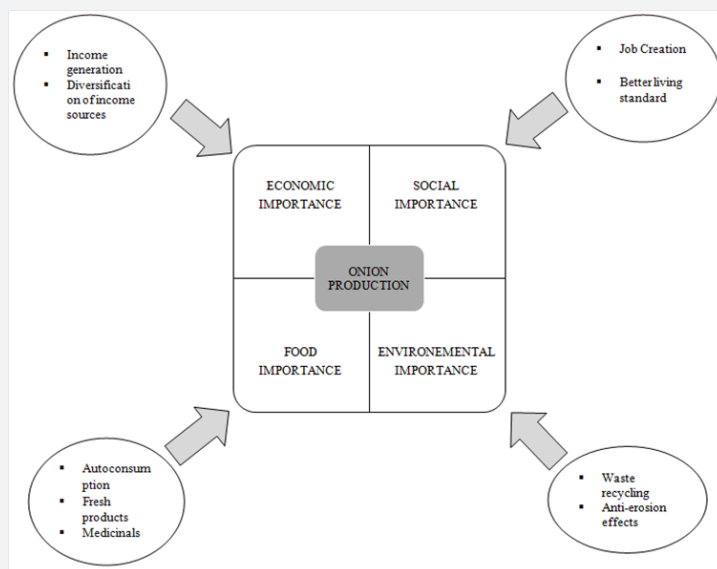 ▪ Income
generation
▪ Diversificati
on of income
sources
▪ Job Creation
▪ Better living
standard
ECONOMIC
IMPORTANCE
SOCIAL
IMPORTANCE
ONION
PRODUCTION
FOOD
IMPORTANCE
ENVIRONEMENTAL
IMPORTANCE
▪ Autoconsum
ption
▪ Fresh
products
▪ Medicinals
▪ Waste
recycling
▪ Anti-erosion
effects